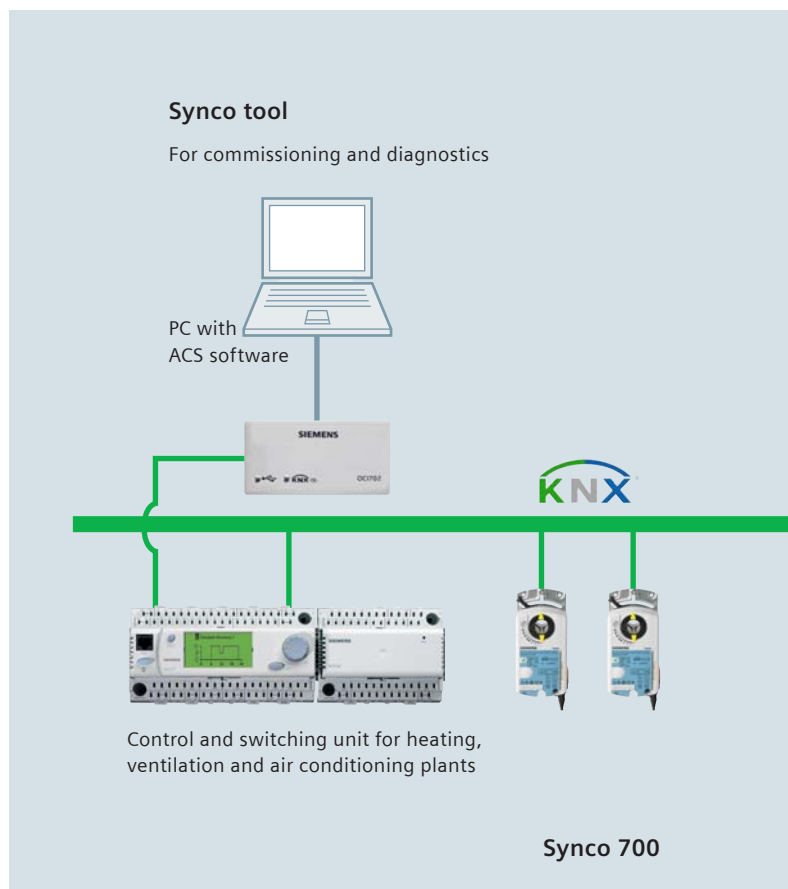 Synco tool
For commissioning and diagnostics
PC with
ACS software
SIEMENS
KNX
OCI702
KNX
SIEMENS
Control and switching unit for heating,
ventilation and air conditioning plants
Synco 700